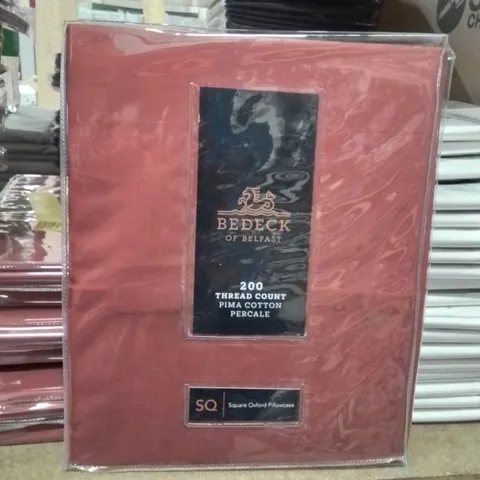 BEDECK
OF BELFAST
200
THREAD COUNT
PIMA COTTON
PERCALE
SQ
Square Oxford Pillowcase